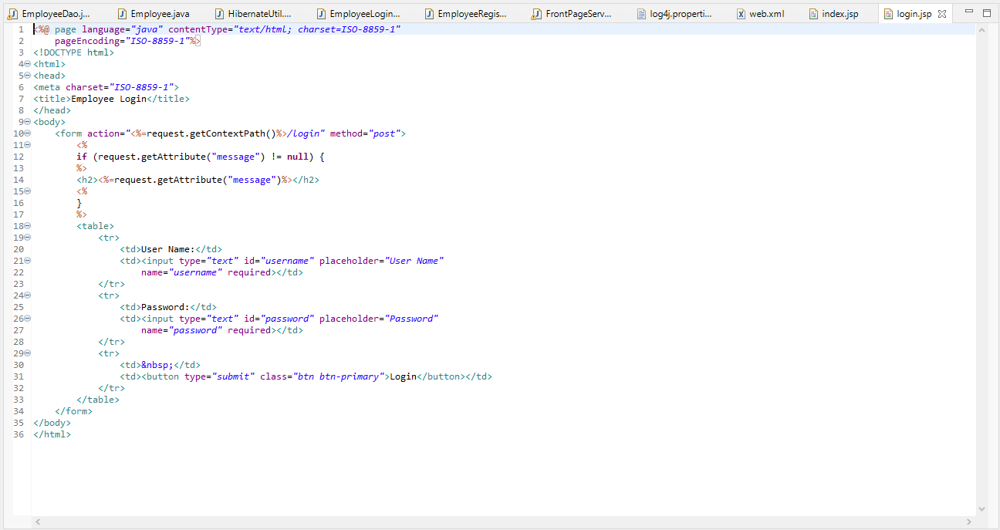 EmployeeDao.j... Employee.java HibernateUtil.... EmployeeLogin... EmployeeRegis... FrontPageServ... log4j.properti... web.xml index.jsp login.jsp
1 <%@ page language="java" contentType="text/html; charset=ISO-8859-1"
2 pageEncoding="ISO-8859-1"%>
3 <!DOCTYPE html>
4 <html>
5 <head>
6 <meta charset="ISO-8859-1">
7 <title>Employee Login</title>
8 </head>
9 <body>
10 <form action="<%=request.getContextPath()%>/login" method="post">
11 <%
12 if (request.getAttribute("message") != null) {
13 %>
14 <h2><%=request.getAttribute("message")%></h2>
15 <%
16 }
17 %>
18 <table>
19 <tr>
20 <td>User Name:</td>
21 <td><input type="text" id="username" placeholder="User Name"
22 name="username" required></td>
23 </tr>
24 <tr>
25 <td>Password:</td>
26 <td><input type="text" id="password" placeholder="Password"
27 name="password" required></td>
28 </tr>
29 <tr>
30 <td>&nbsp;</td>
31 <td><button type="submit" class="btn btn-primary">Login</button></td>
32 </tr>
33 </table>
34 </form>
35 </body>
36 </html>